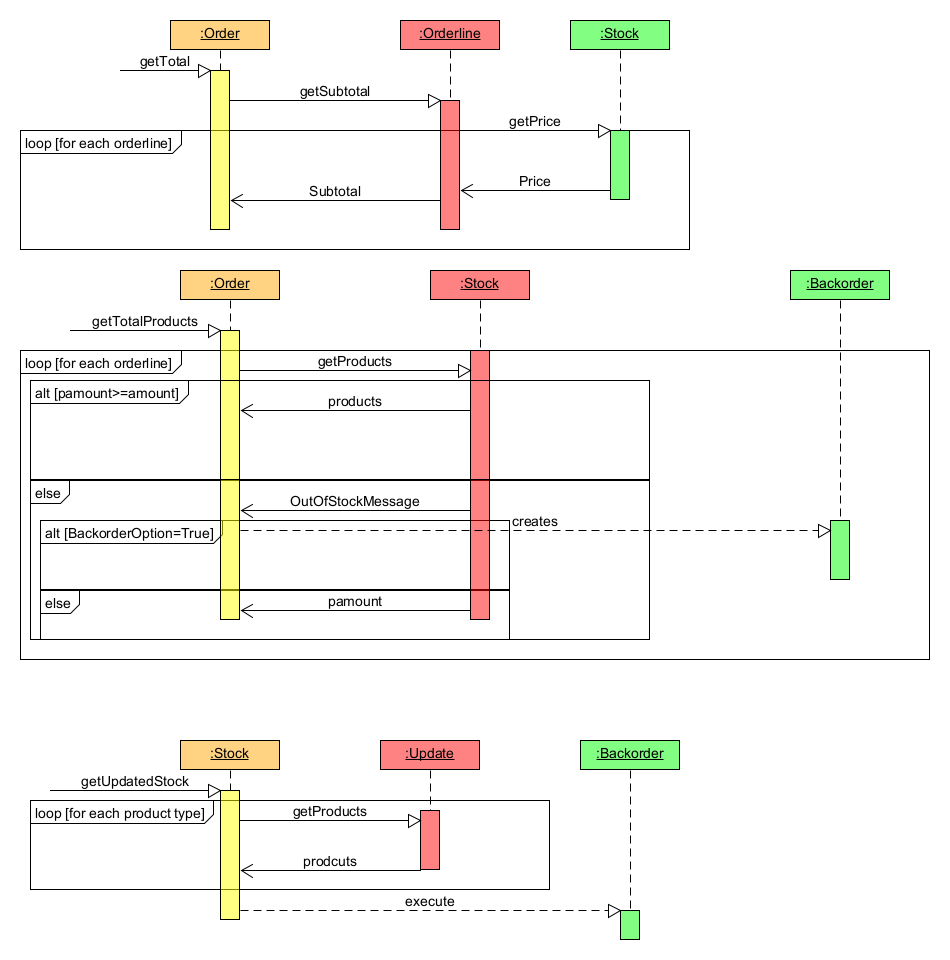 :Order
:Orderline
:Stock
getTotal
getSubtotal
getPrice
loop [for each orderline]
Price
Subtotal
:Order
:Stock
:Backorder
getTotalProducts
loop [for each orderline]
getProducts
alt [pamount>=amount]
products
else
OutOfStockMessage
creates
alt [BackorderOption=True]
else
pamount
:Stock
:Update
:Backorder
getUpdatedStock
loop [for each product type]
getProducts
prodcuts
execute